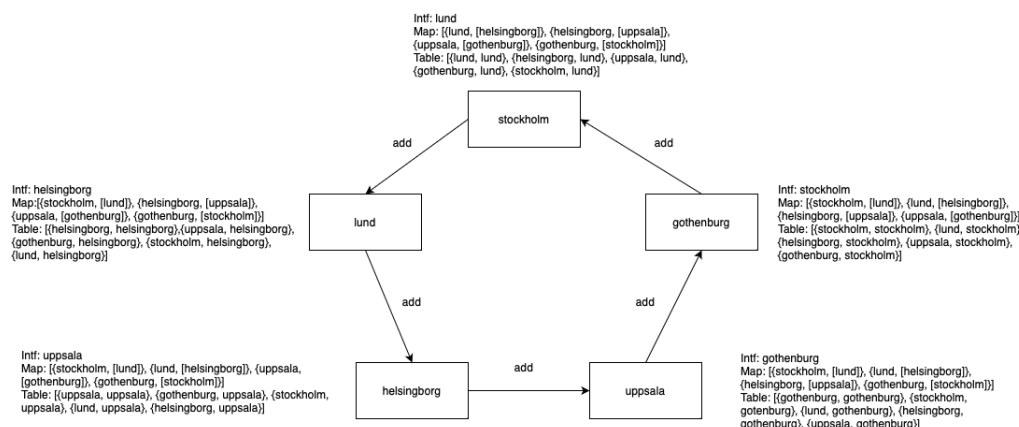 Intf: lund
Map: [{lund, [helsingborg]}, {helsingborg, [uppsala]},
{uppsala, [gothenburg]}, {gothenburg, [stockholm]}]
Table: [{lund, lund}, {helsingborg, lund}, {uppsala, lund},
{gothenburg, lund}, {stockholm, lund}]
stockholm
add
add
Intf: helsingborg
Map:[{stockholm, [lund]}, {helsingborg, [uppsala]},
{uppsala, [gothenburg]}, {gothenburg, [stockholm]}]
Table: [{helsingborg, helsingborg},{uppsala, helsingborg},
{gothenburg, helsingborg}, {stockholm, helsingborg},
{lund, helsingborg}]
lund
gothenburg
Intf: stockholm
Map: [{stockholm, [lund]}, {lund, [helsingborg]},
{helsingborg, [uppsala]}, {uppsala, [gothenburg]}]
Table: [{stockholm, stockholm}, {lund, stockholm},
{helsingborg, stockholm}, {uppsala, stockholm},
{gothenburg, stockholm}]
add
add
Intf: uppsala
Map: [{stockholm, [lund]}, {lund, [helsingborg]}, {uppsala,
[gothenburg]}, {gothenburg, [stockholm]}]
Table: [{uppsala, uppsala}, {gothenburg, uppsala}, {stockholm,
uppsala}, {lund, uppsala}, {helsingborg, uppsala}]
helsingborg
add
uppsala
Intf: gothenburg
Map: [{stockholm, [lund]}, {lund, [helsingborg]},
{helsingborg, [uppsala]}, {gothenburg, [stockholm]}]
Table: [{gothenburg, gothenburg}, {stockholm,
gotenburg}, {lund, gothenburg}, {helsingborg,
gothenburg}, {uppsala, gothenburg}]